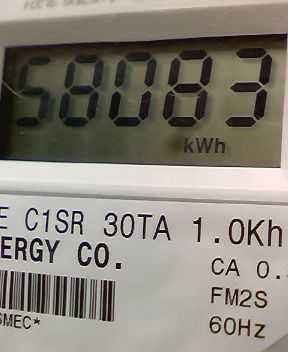 58083
kWh
E C1SR 30TA 1.0Kh
ERGY CO.
CA 0.
FM2S
SMEC*
60Hz